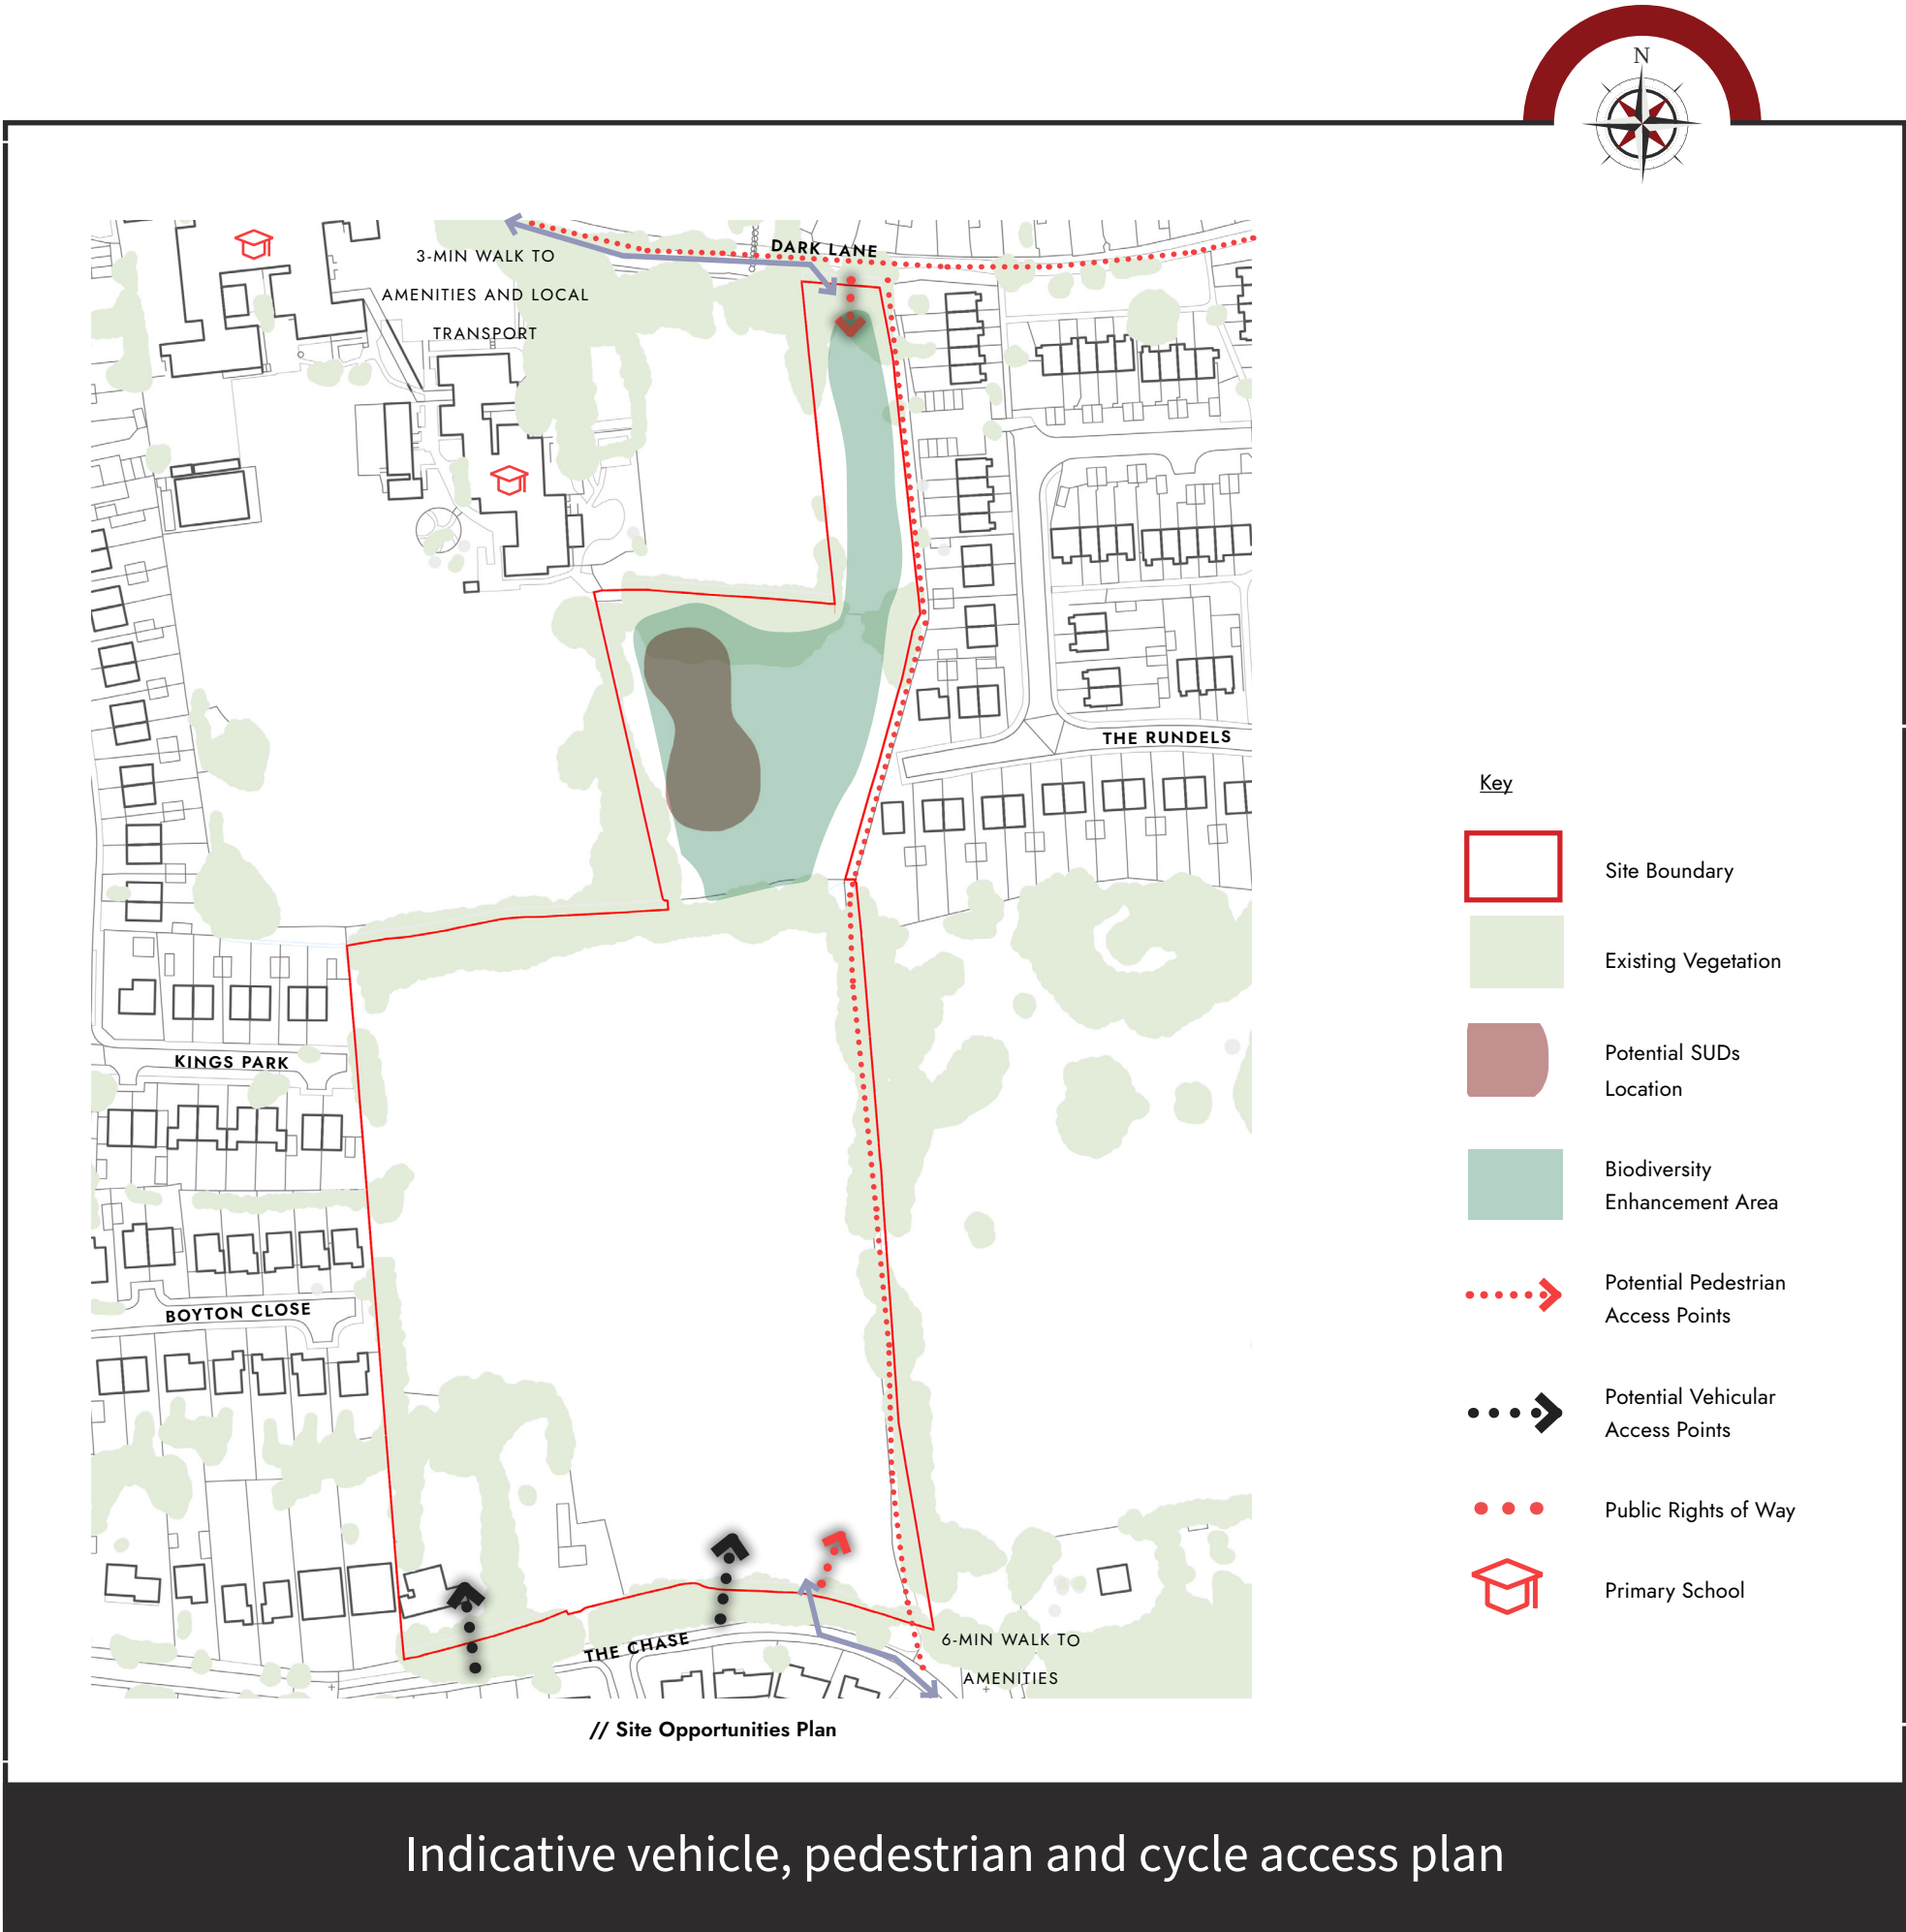 N
DARK LANE
3-MIN WALK TO
AMENITIES AND LOCAL
TRANSPORT
THE RUNDELS
KINGS PARK
BOYTON CLOSE
THE CHASE
6-MIN WALK TO
AMENITIES
Key
Site Boundary
Existing Vegetation
Potential SUDs
Location
Biodiversity
Enhancement Area
Potential Pedestrian
Access Points
Potential Vehicular
Access Points
Public Rights of Way
Primary School
// Site Opportunities Plan
Indicative vehicle, pedestrian and cycle access plan